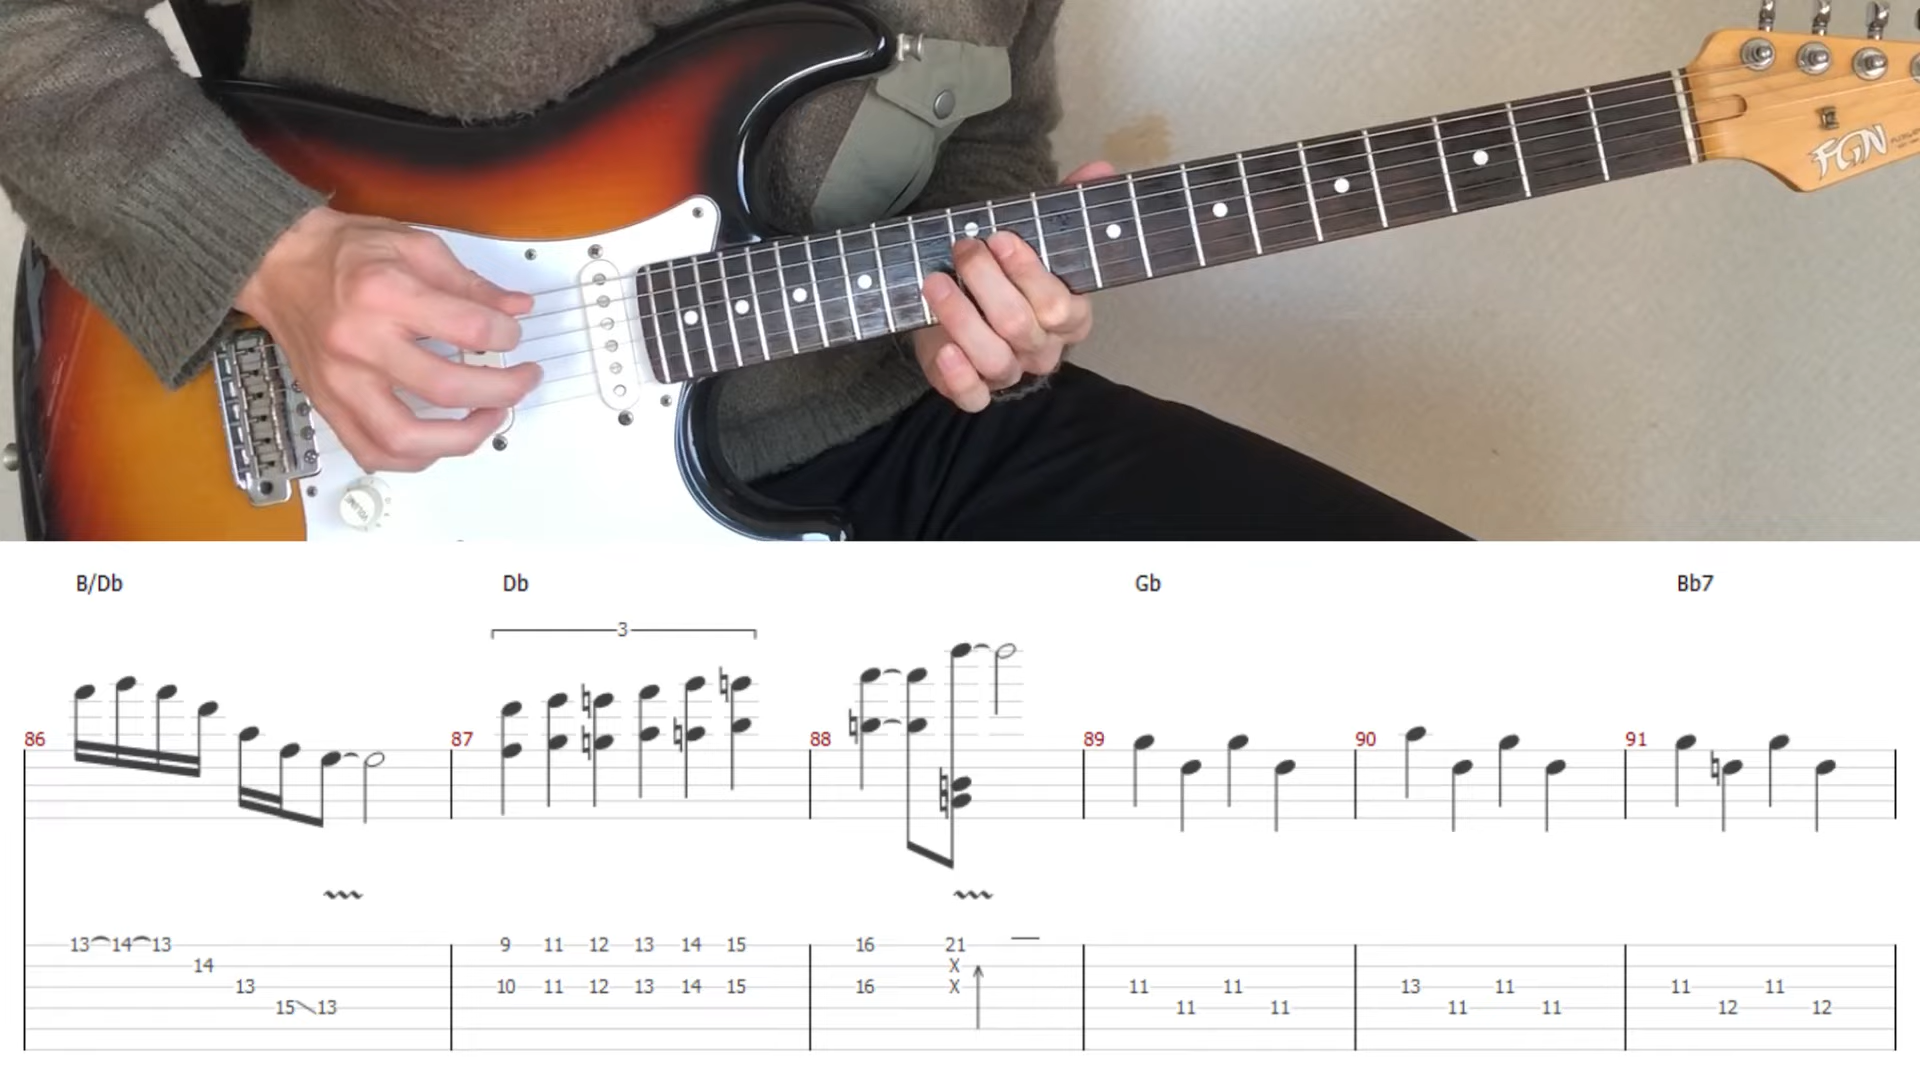 FGN
VOLUME
B/Db Db Gb Bb7
3
86 87 88 89 90 91
13 14 13 9 11 12 13 14 15 16 21
14 X
13 10 11 12 13 14 15 16 X 11 11 13 11 11 11
15 13 11 11 11 11 12 12